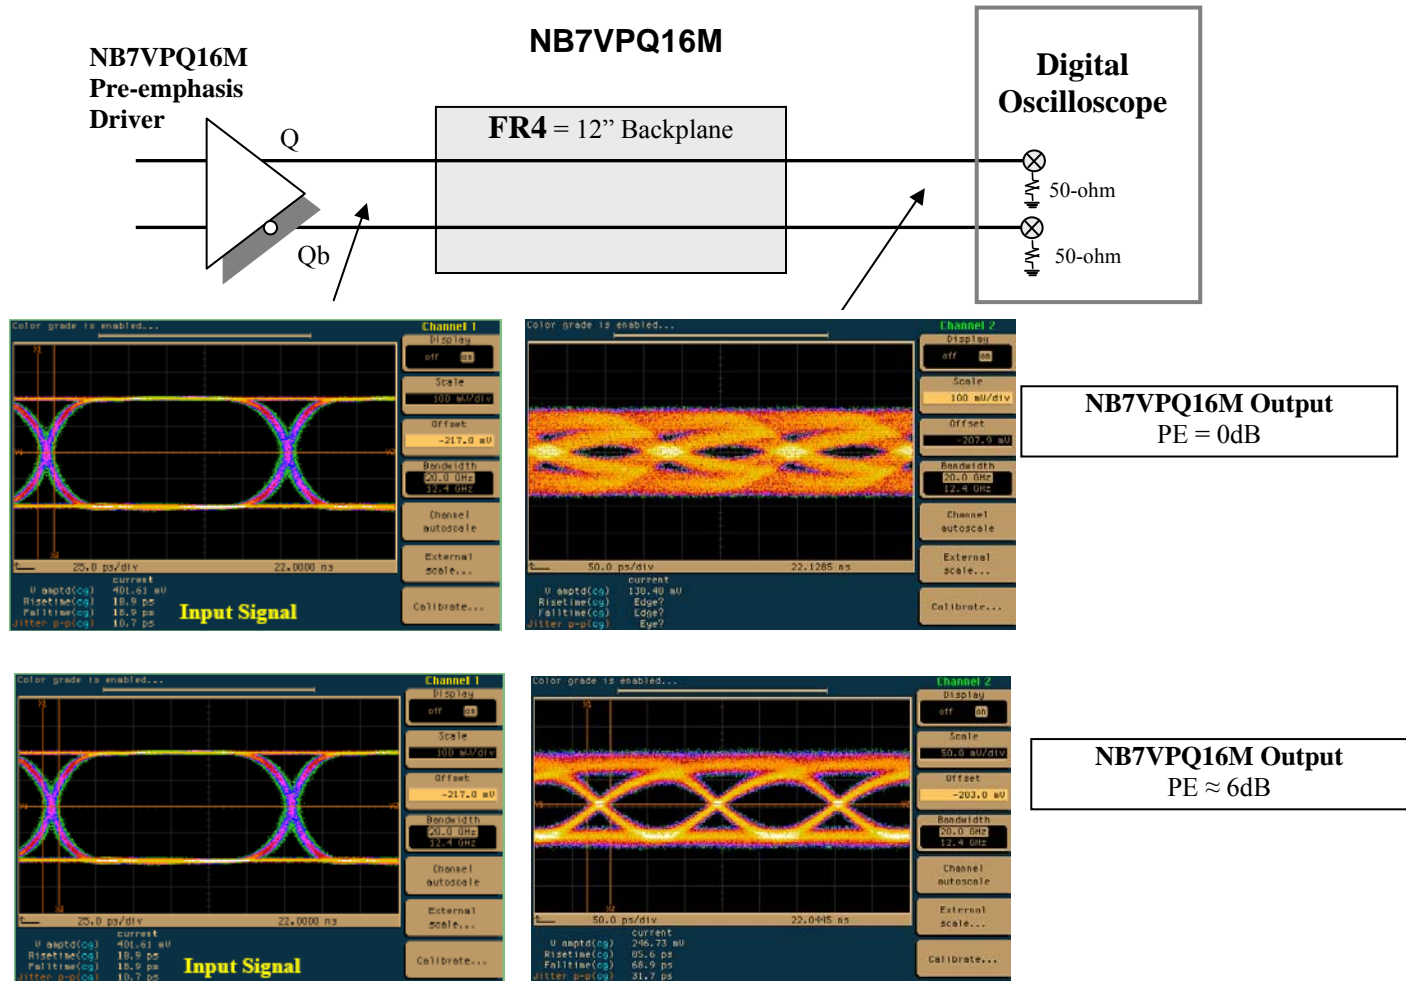 NB7VPQ16M
NB7VPQ16M
Pre-emphasis
Driver
Q
Qb
FR4 = 12” Backplane
Digital
Oscilloscope
50-ohm
50-ohm
Color grade is enabled...
Channel 1
Display
off on
Scale
100 mV/div
Offset
-217.0 mV
Bandwidth
20.0 GHz
12.4 GHz
Channel
autoscale
External
scale...
Calibrate...
25.0 ps/div
22.0000 ns
current
V amptd(cg) 401.61 mV
Risetime(cg) 18.9 ps
Falltime(cg) 18.9 ps
Jitter p-p(cg) 10.7 ps
Input Signal
Color grade is enabled...
Channel 2
Display
off on
Scale
100 mV/div
Offset
-207.9 mV
Bandwidth
20.0 GHz
12.4 GHz
Channel
autoscale
External
scale...
Calibrate...
50.0 ps/div
22.1285 ns
current
V amptd(cg) 138.48 mV
Risetime(cg) Edge?
Falltime(cg) Edge?
Jitter p-p(cg) Eye?
NB7VPQ16M Output
PE = 0dB
Color grade is enabled...
Channel 1
Display
off on
Scale
100 mV/div
Offset
-217.0 mV
Bandwidth
20.0 GHz
12.4 GHz
Channel
autoscale
External
scale...
Calibrate...
25.0 ps/div
22.0000 ns
current
V amptd(cg) 401.61 mV
Risetime(cg) 18.9 ps
Falltime(cg) 18.9 ps
Jitter p-p(cg) 10.7 ps
Input Signal
Color grade is enabled...
Channel 2
Display
off on
Scale
50.0 mV/div
Offset
-203.0 mV
Bandwidth
20.0 GHz
12.4 GHz
Channel
autoscale
External
scale...
Calibrate...
50.0 ps/div
22.0445 ns
current
V amptd(cg) 246.73 mV
Risetime(cg) 85.6 ps
Falltime(cg) 68.9 ps
Jitter p-p(cg) 31.7 ps
NB7VPQ16M Output
PE ≈ 6dB